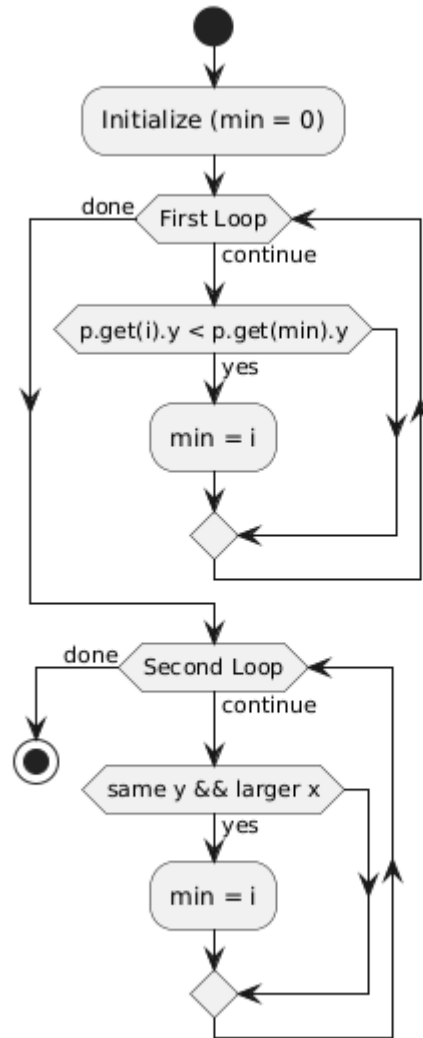 Initialize (min = 0)
done
First Loop
continue
p.get(i).y < p.get(min).y
yes
min = i
done
Second Loop
continue
same y && larger x
yes
min = i